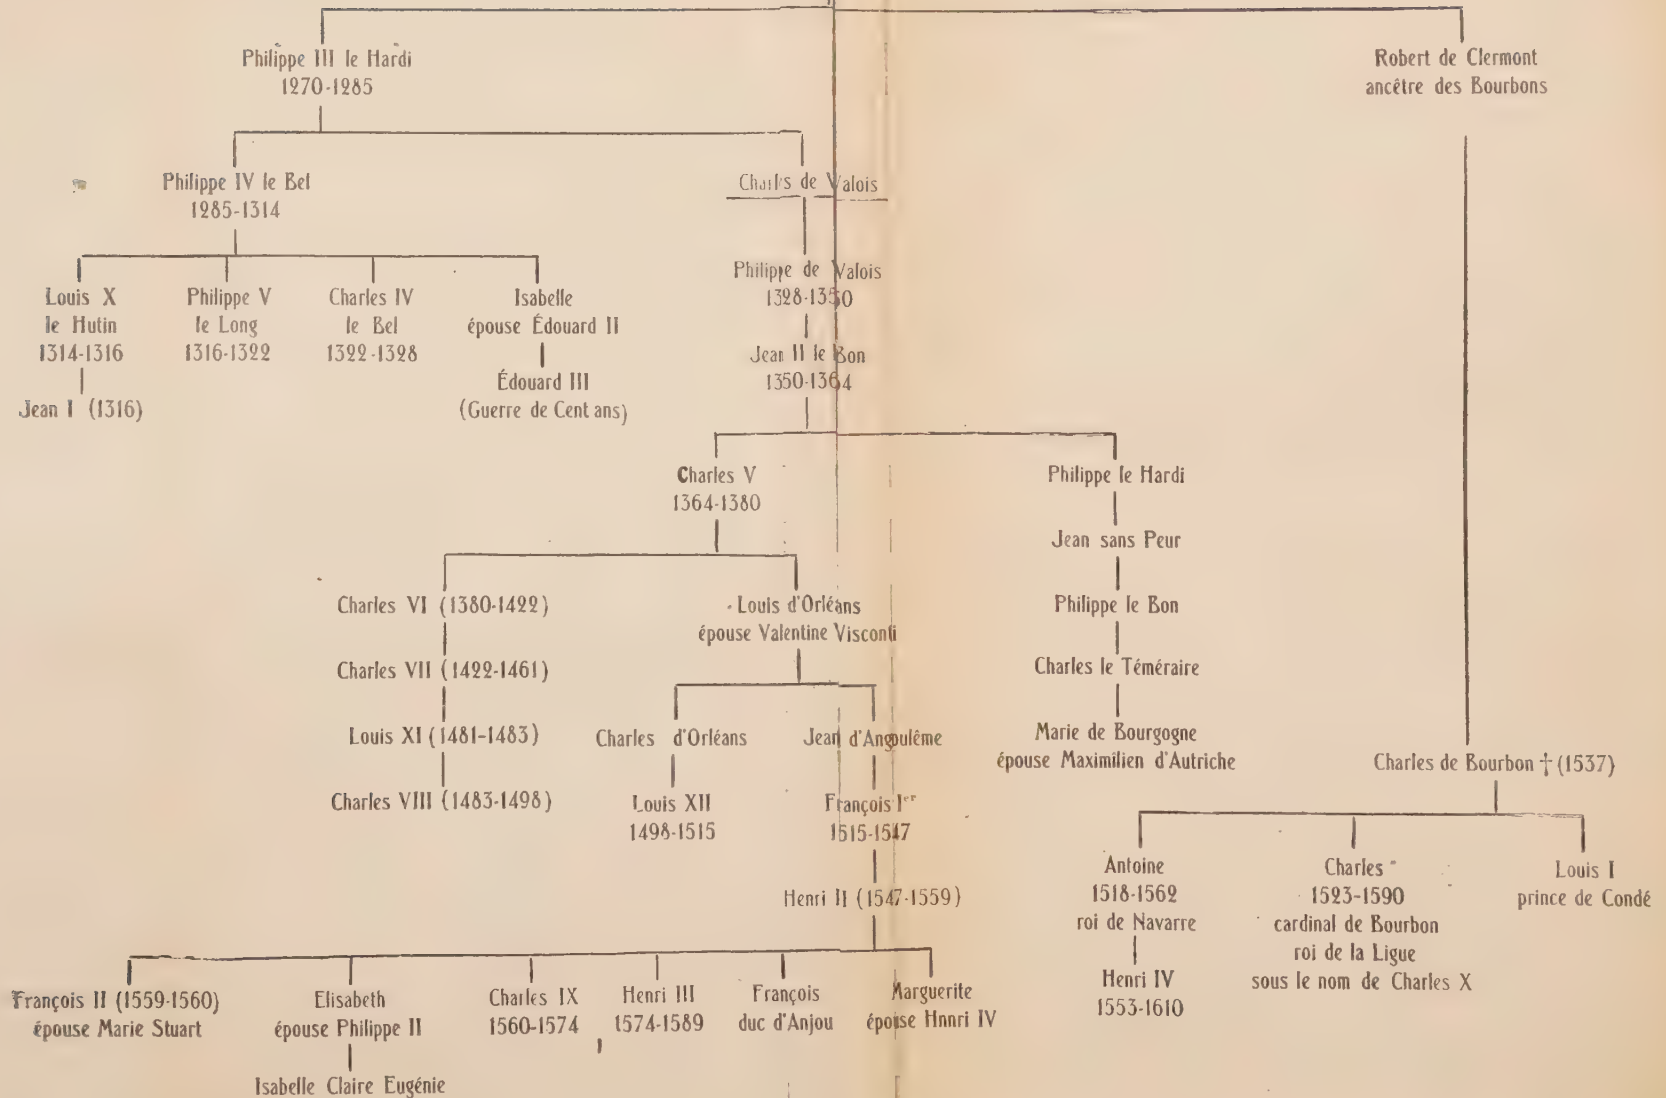 Philippe III le Hardi
1270-1285
Robert de Clermont
ancêtre des Bourbons
Philippe IV le Bel
1285-1314
Charls de Valois
Louis X
le Hutin
1314-1316
Jean I (1316)
Philippe V
le Long
1316-1322
Charles IV
le Bel
1322-1328
Isabelle
épouse Édouard II
Édouard III
(Guerre de Cent ans)
Philippe de Valois
1328-1350
Jean II le Bon
1350-1364
Charles V
1364-1380
Philippe le Hardi
Jean sans Peur
Philippe le Bon
Charles le Téméraire
Marie de Bourgogne
épouse Maximilien d'Autriche
Charles VI (1380-1422)
Charles VII (1422-1461)
Louis XI (1481-1483)
Charles VIII (1483-1498)
Louis d'Orléans
épouse Valentine Visconti
Charles d'Orléans
Louis XII
1498-1515
Jean d'Angoulême
François Ier
1515-1547
Henri II (1547-1559)
Charles de Bourbon † (1537)
Antoine
1518-1562
roi de Navarre
Henri IV
1553-1610
Charles
1523-1590
cardinal de Bourbon
roi de la Ligue
sous le nom de Charles X
Louis I
prince de Condé
François II (1559-1560)
épouse Marie Stuart
Elisabeth
épouse Philippe II
Isabelle Claire Eugénie
Charles IX
1560-1574
Henri III
1574-1589
François
duc d'Anjou
Marguerite
épouse Hnnri IV